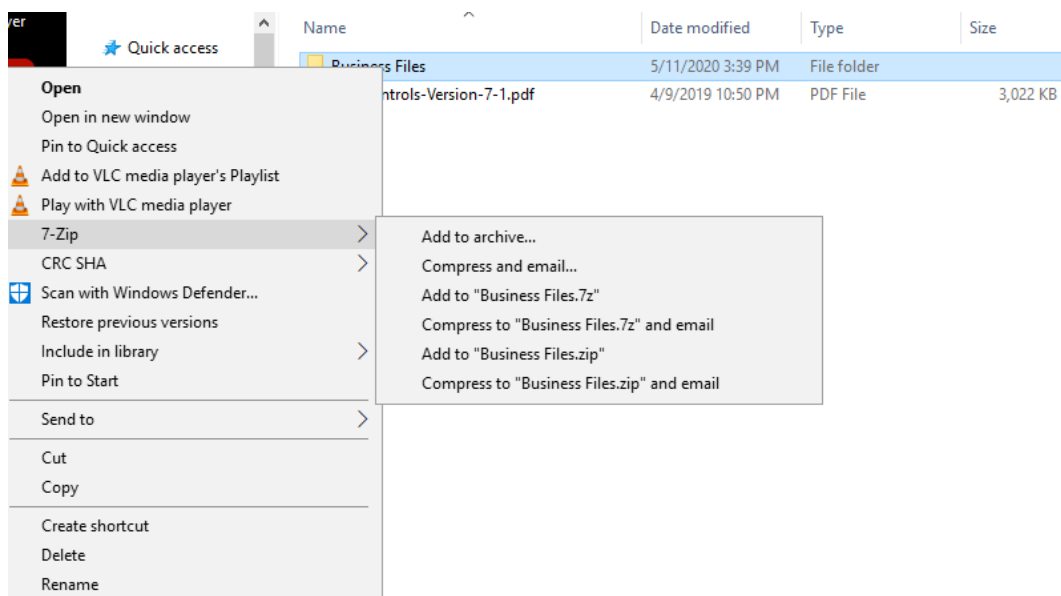 yer
Quick access
Name Date modified Type Size
Business Files 5/11/2020 3:39 PM File folder
ntrols-Version-7-1.pdf 4/9/2019 10:50 PM PDF File 3,022 KB
Open
Open in new window
Pin to Quick access
Add to VLC media player's Playlist
Play with VLC media player
7-Zip
CRC SHA
Scan with Windows Defender...
Restore previous versions
Include in library
Pin to Start
Send to
Cut
Copy
Create shortcut
Delete
Rename
Add to archive...
Compress and email...
Add to "Business Files.7z"
Compress to "Business Files.7z" and email
Add to "Business Files.zip"
Compress to "Business Files.zip" and email